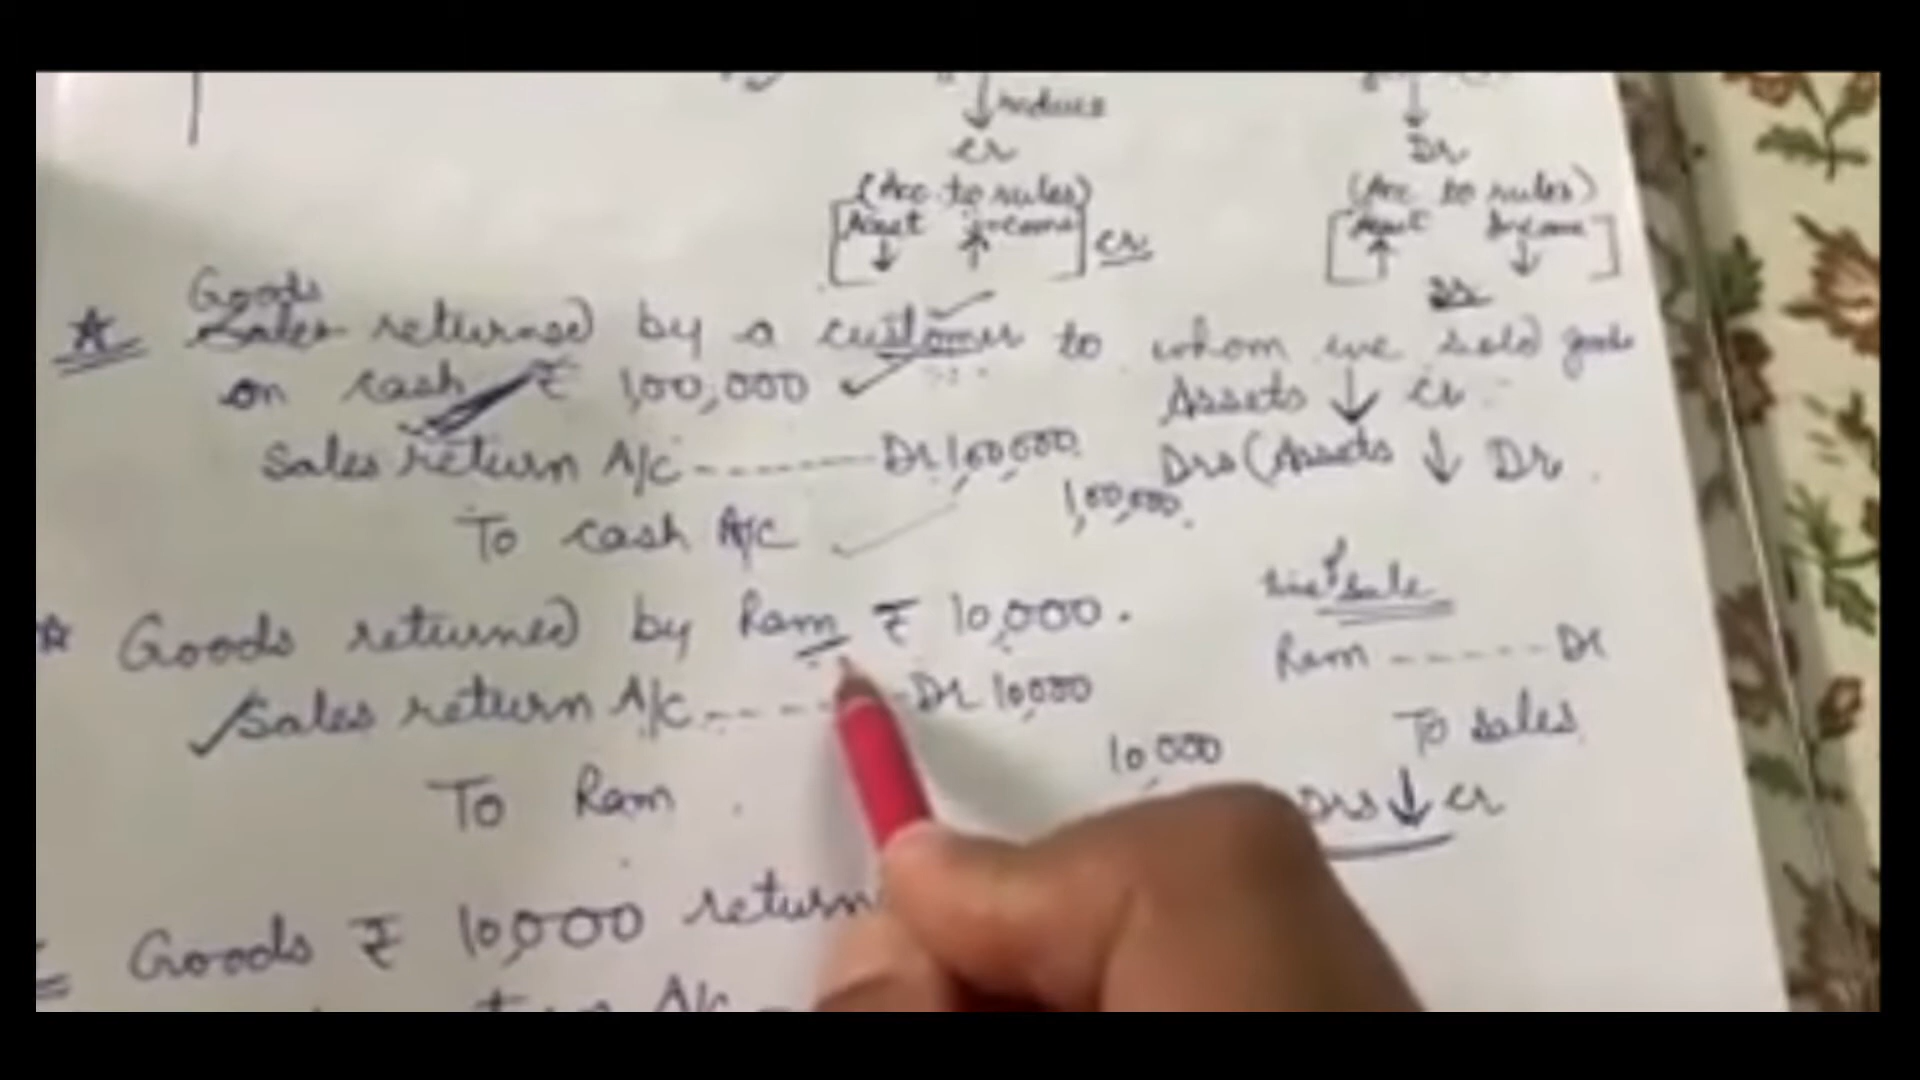 reduce
Cr
Dr
(Acc. to rules)
(Acc. to rules)
Asset Income
Cr.
Asset Income
Goods
Sales returned by a customer to whom we sold goods
on cash ₹ 1,00,000
Assets ↓ Cr
Sales return A/c Dr 1,00,000
Drs (Assets ↓ Dr
1,00,000
To cash A/C
Goods returned by Ram ₹ 10,000.
sale
Ram Dr
Sales return A/c Dr 10,000
To sales
10,000
To Ram
Drs ↓ Cr
Goods ₹ 10,000 return
A/c